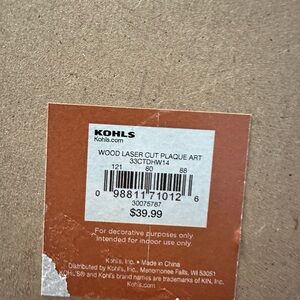 KOHLS
Kohls.com
WOOD LASER CUT PLAQUE ART
33CTDHW14
121 80 88
0 98811 71012 6
30075787
$39.99
For decorative purposes only
Intended for indoor use only
Kohl's, Inc. • Made in China
Distributed by Kohl's, Inc., Menomonee Falls, WI 53051
KOHL'S® and Kohl's brand names are trademarks of KIN, Inc.
Kohls.com